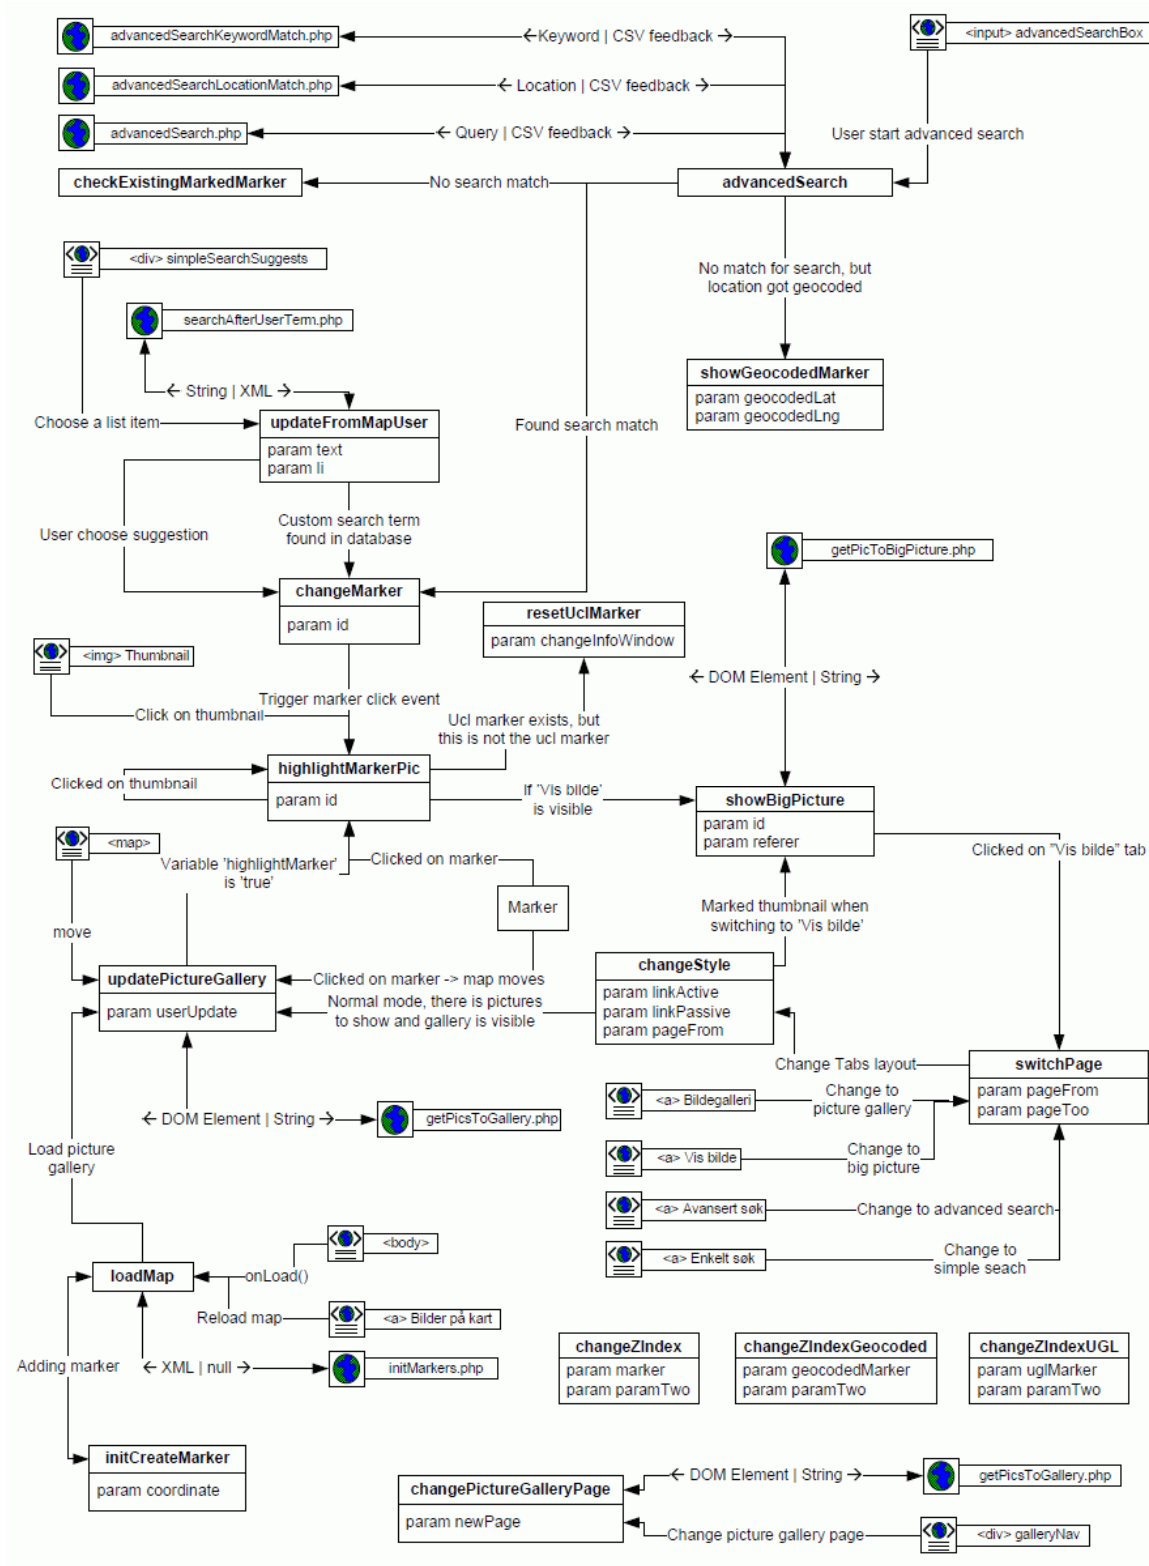 advancedSearchKeywordMatch.php
<-Keyword | CSV feedback ->
<input> advancedSearchBox
advancedSearchLocationMatch.php
<- Location | CSV feedback ->
advancedSearch.php
<- Query | CSV feedback ->
User start advanced search
checkExistingMarkedMarker
No search match
advancedSearch
<div> simpleSearchSuggests
No match for search, but
location got geocoded
searchAfterUserTerm.php
showGeocodedMarker
param geocodedLat
param geocodedLng
<- String | XML ->
Choose a list item
updateFromMapUser
param text
param li
Found search match
User choose suggestion
Custom search term
found in database
getPicToBigPicture.php
changeMarker
param id
resetUclMarker
param changeInfoWindow
<img> Thumbnail
<- DOM Element | String ->
Trigger marker click event
Click on thumbnail
Ucl marker exists, but
this is not the ucl marker
highlightMarkerPic
param id
Clicked on thumbnail
If 'Vis bilde'
is visible
showBigPicture
param id
param referer
<map>
Variable 'highlightMarker'
is 'true'
Clicked on marker
Clicked on "Vis bilde" tab
Marker
Marked thumbnail when
switching to 'Vis bilde'
move
updatePictureGallery
param userUpdate
Clicked on marker -> map moves
Normal mode, there is pictures
to show and gallery is visible
changeStyle
param linkActive
param linkPassive
param pageFrom
Change Tabs layout
switchPage
param pageFrom
param pageToo
<a> Bildegalleri
Change to
picture gallery
<- DOM Element | String ->
getPicsToGallery.php
Load picture
gallery
<a> Vis bilde
Change to
big picture
<a> Avansert søk
Change to advanced search
<body>
<a> Enkelt søk
Change to
simple seach
loadMap
onLoad()
Reload map
<a> Bilder på kart
Adding marker
<- XML | null ->
initMarkers.php
changeZIndex
param marker
param paramTwo
changeZIndexGeocoded
param geocodedMarker
param paramTwo
changeZIndexUGL
param uglMarker
param paramTwo
initCreateMarker
param coordinate
changePictureGalleryPage
param newPage
<- DOM Element | String ->
getPicsToGallery.php
Change picture gallery page
<div> galleryNav